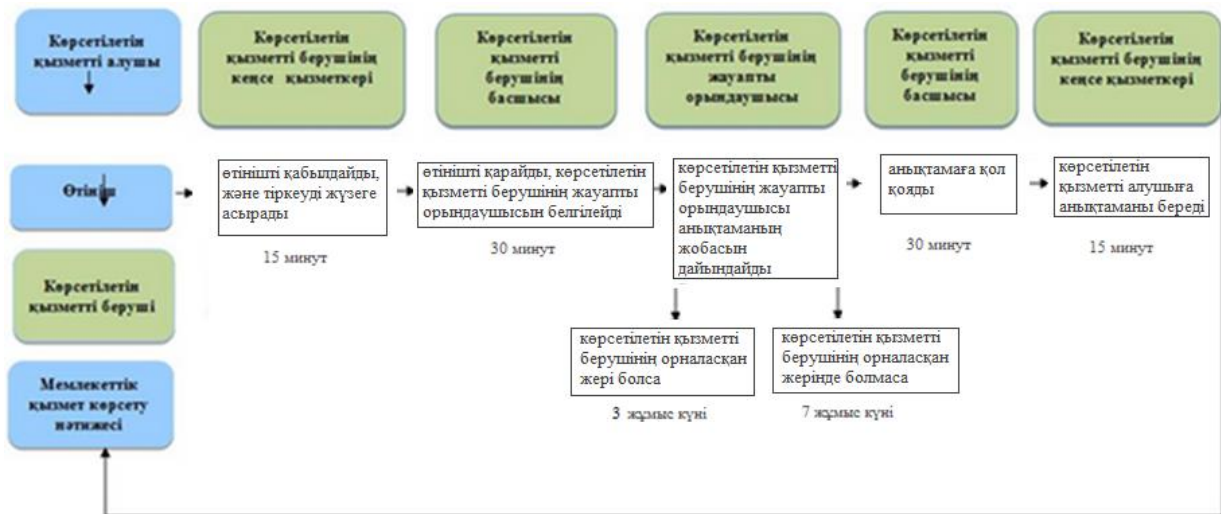 Көрсетілетін
қызметті алушы
Көрсетілетін
қызметті берушінің
кеңсе қызметкері
Көрсетілетін
қызметті
берушінің
басшысы
Көрсетілетін
қызметті берушінің
жауапты
орындаушысы
Көрсетілетін
қызметті
берушінің
басшысы
Көрсетілетін
қызметті берушінің
кеңсе қызметкері
Өтініш
өтінішті қабылдайды,
және тіркеуді жүзеге
асырады
15 минут
өтінішті қарайды, көрсетілетін
қызметті берушінің жауапты
орындаушысын белгілейді
30 минут
көрсетілетін қызметті
берушінің жауапты
орындаушысы
анықтаманың
жобасын
дайындайды
анықтамаға қол
қояды
30 минут
көрсетілетін
қызметті алушыға
анықтаманы береді
15 минут
Көрсетілетін
қызметті беруші
көрсетілетін қызметті
берушінің орналасқан
жері болса
3 жұмыс күні
көрсетілетін қызметті
берушінің орналасқан
жерінде болмаса
7 жұмыс күні
Мемлекеттік
қызмет көрсету
нәтижесі